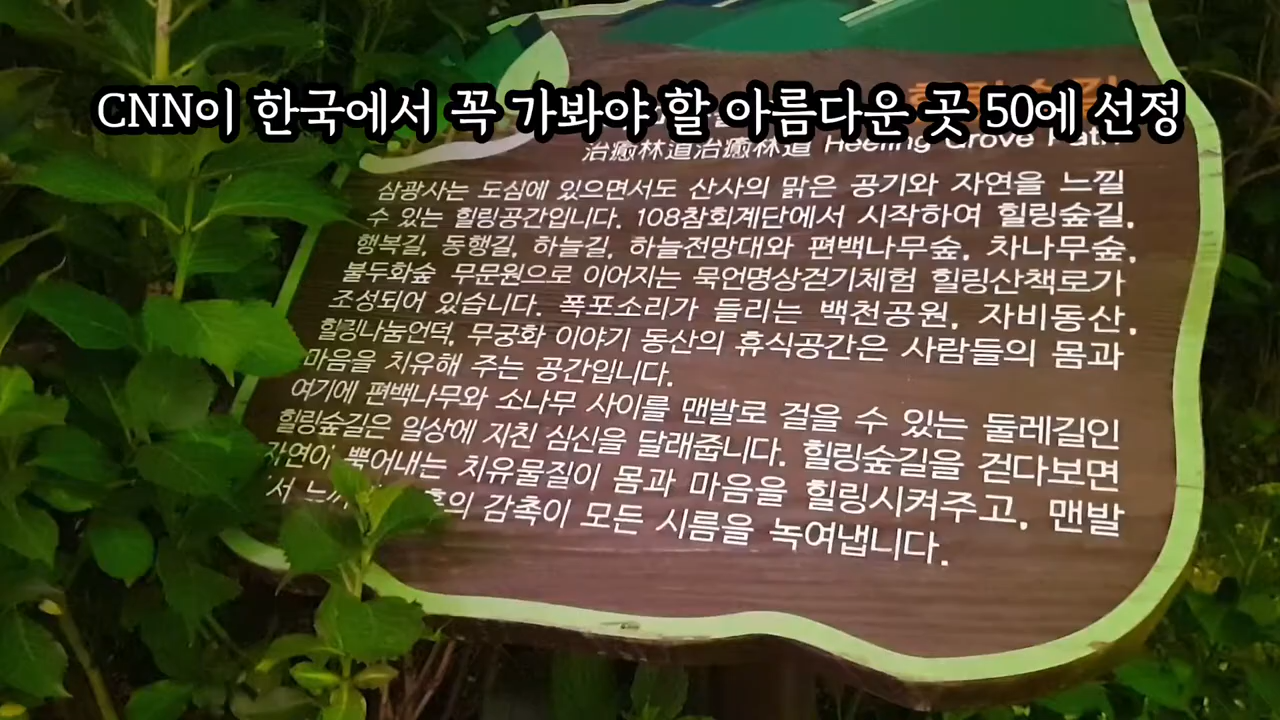 CNN이 한국에서 꼭 가봐야 할 아름다운 곳 50에 선정
治癒林道治癒林道 Heeling Grove Path
삼광사는 도심에 있으면서도 산사의 맑은 공기와 자연을 느낄
수 있는 힐링공간입니다. 108참회계단에서 시작하여 힐링숲길,
행복길, 동행길, 하늘길, 하늘전망대와 편백나무숲, 차나무숲,
불두화숲 무문원으로 이어지는 묵언명상걷기체험 힐링산책로가
조성되어 있습니다. 폭포소리가 들리는 백천공원, 자비동산,
힐링나눔언덕, 무궁화 이야기 동산의 휴식공간은 사람들의 몸과
마음을 치유해 주는 공간입니다.
여기에 편백나무와 소나무 사이를 맨발로 걸을 수 있는 둘레길인
힐링숲길은 일상에 지친 심신을 달래줍니다. 힐링숲길을 걷다보면
자연이 뿜어내는 치유물질이 몸과 마음을 힐링시켜주고, 맨발
감촉이 모든 시름을 녹여냅니다.